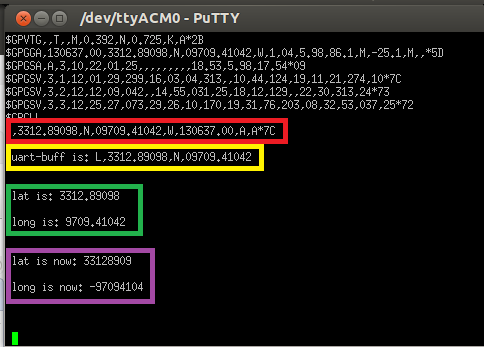 /dev/ttyACM0 - PuTTY
$GPVTG,,T,,M,0.392,N,0.725,K,A*2B
$GPGGA,130637.00,3312.89098,N,09709.41042,W,1,04,5.98,86.1,M,-25.1,M,,*5D
$GPGSA,A,3,10,22,01,25,,,,,,,,,18.53,5.98,17.54*09
$GPGSV,3,1,12,01,29,299,16,03,04,313,,10,44,124,19,11,21,274,10*7C
$GPGSV,3,2,12,12,09,042,,14,55,031,25,18,12,129,,22,30,313,24*73
$GPGSV,3,3,12,25,27,073,29,26,10,170,19,31,76,203,08,32,53,037,25*72
$GPGLL
,3312.89098,N,09709.41042,W,130637.00,A,A*7C
uart-buff is: L,3312.89098,N,09709.41042
lat is: 3312.89098
long is: 9709.41042
lat is now: 33128909
long is now: -97094104